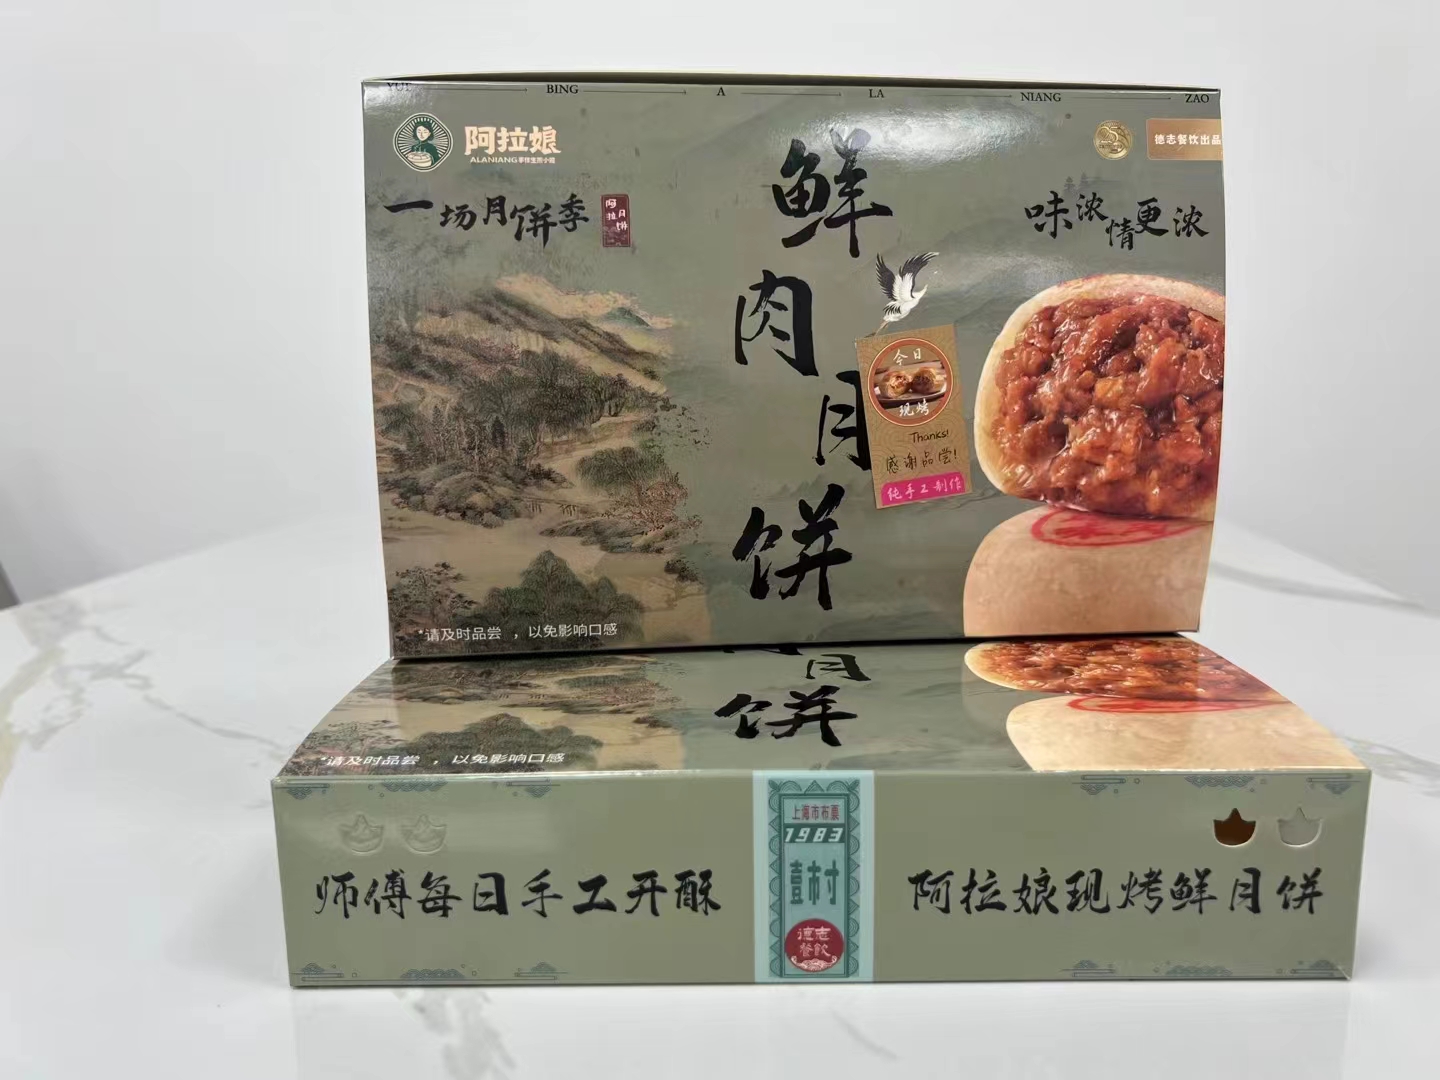 YUE BING A LA NIANG ZAO
阿拉娘
ALANIANG
德志餐饮出品
一场月饼季
阿拉月饼
鲜肉月饼
味浓情更浓
今日
现烤
Thanks!
感谢品尝!
纯手工制作
*请及时品尝 ,以免影响口感
月饼
*请及时品尝 ,以免影响口感
师傅每日手工开酥
上海市布票
1983
壹市寸
德志
餐飲
阿拉娘现烤鲜月饼